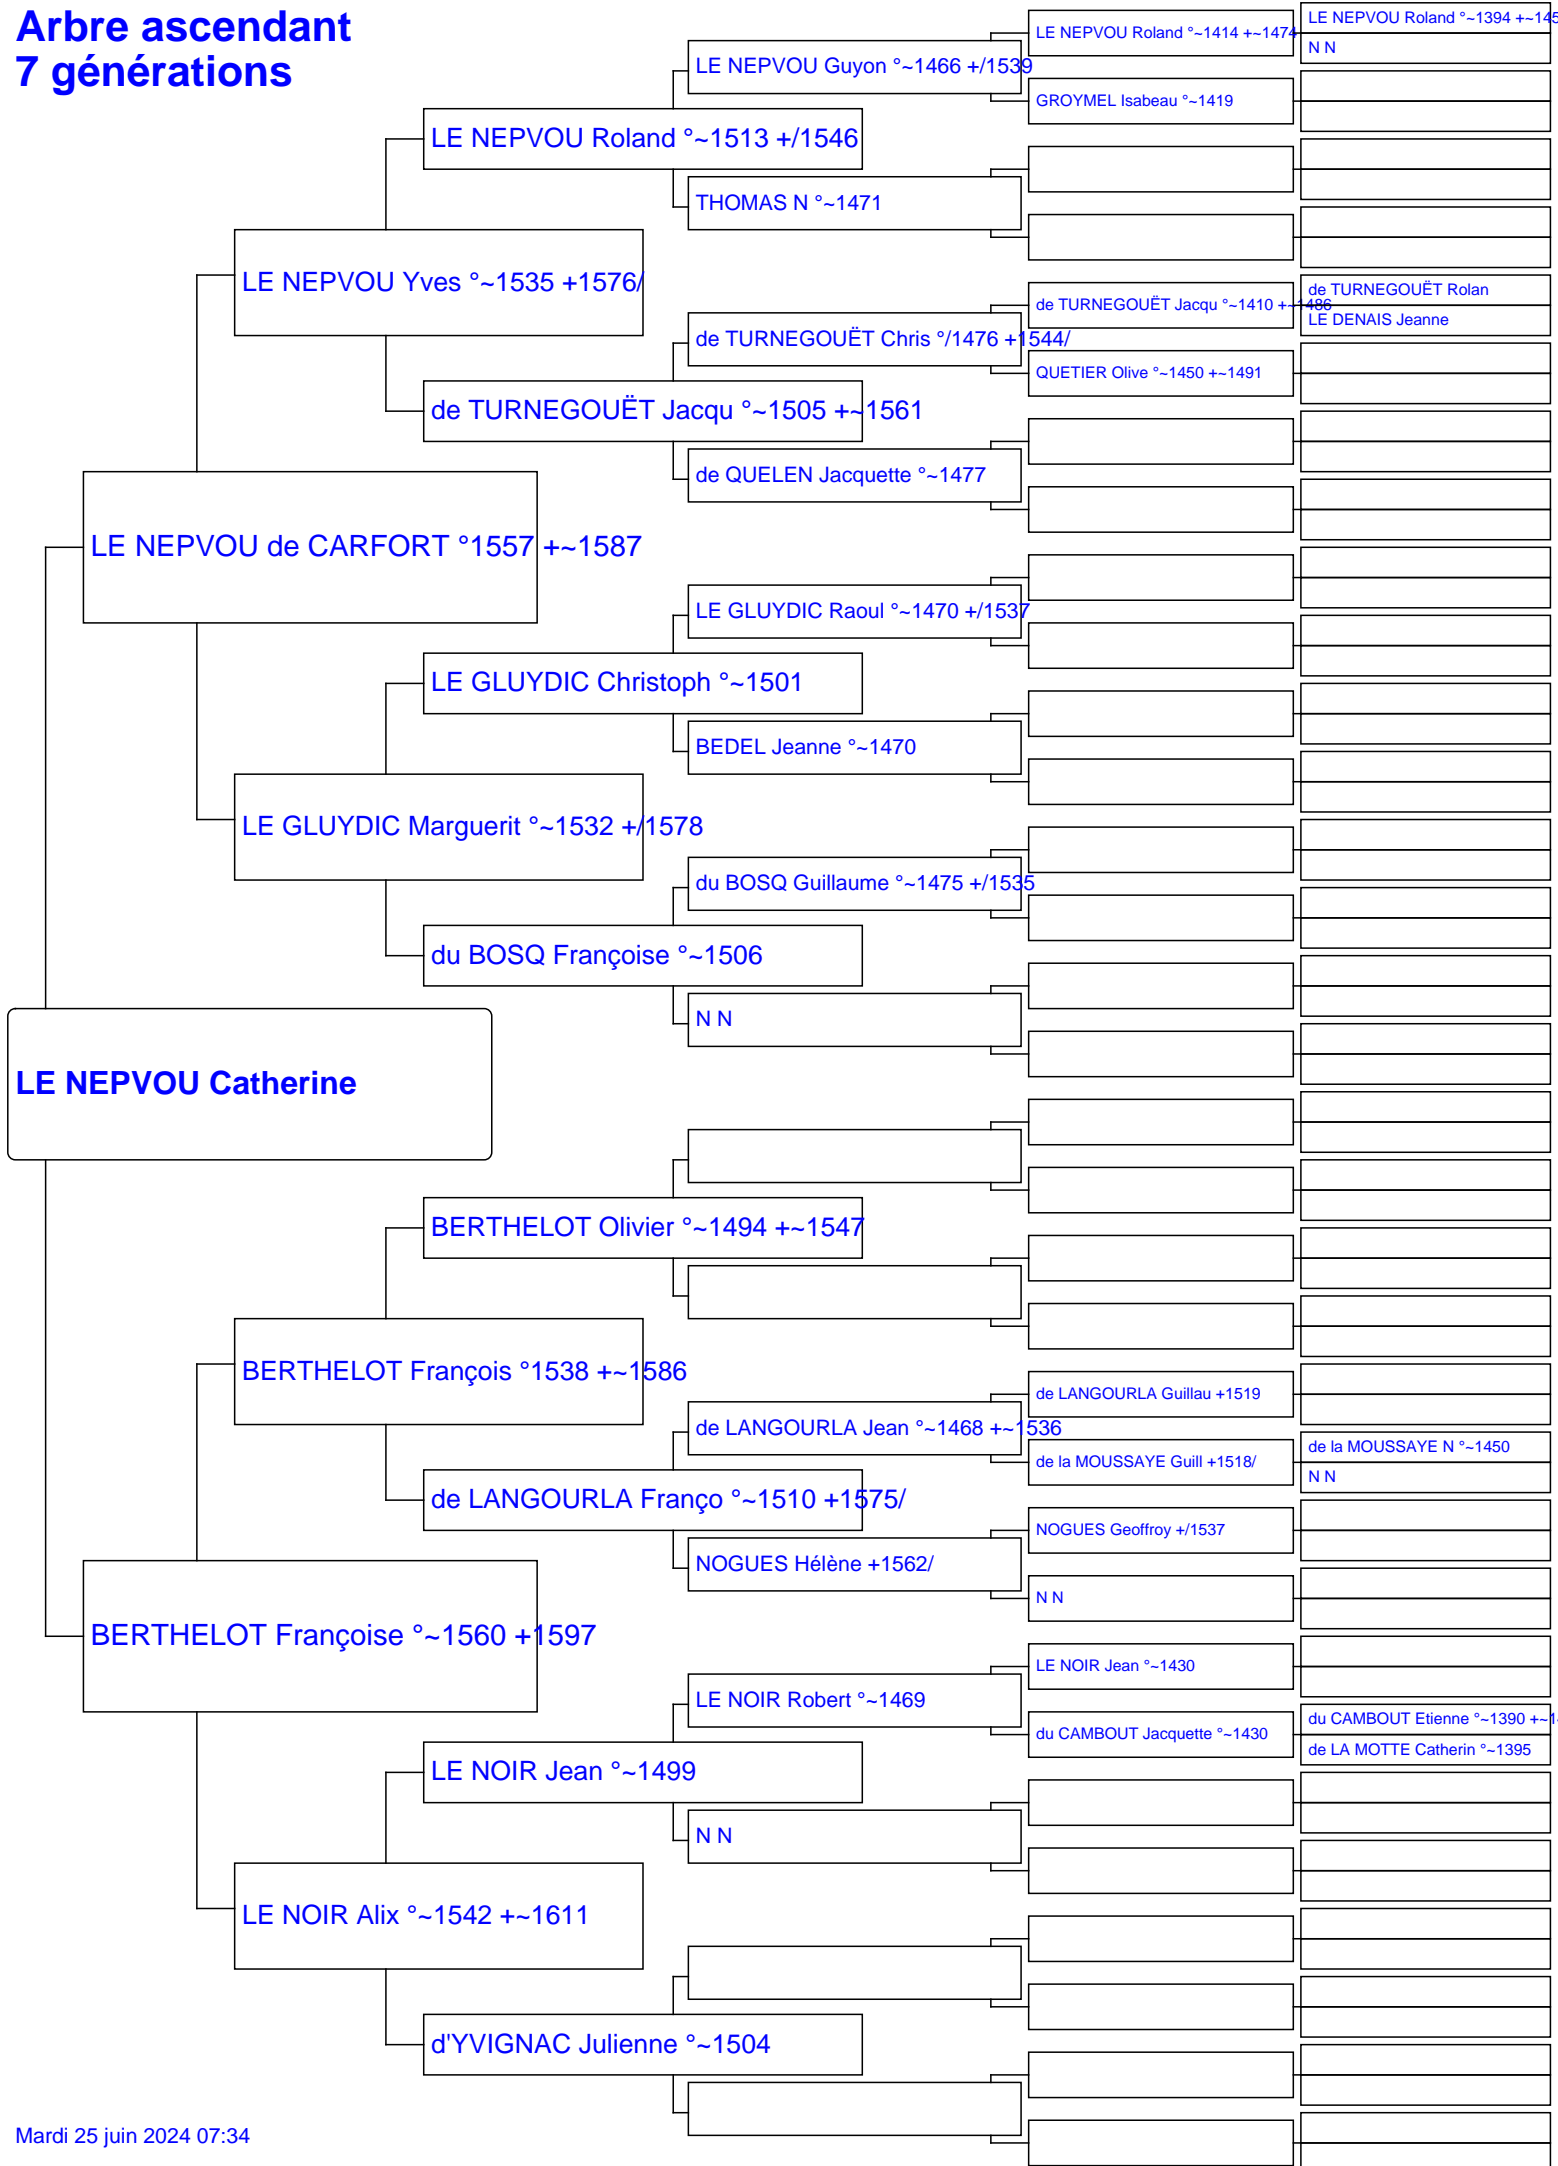 Arbre ascendant
7 générations
LE NEPVOU Roland °~1394 +~145
LE NEPVOU Roland °~1414 +~1474
N N
LE NEPVOU Guyon °~1466 +/1539
GROYMEL Isabeau °~1419
LE NEPVOU Roland °~1513 +/1546
THOMAS N °~1471
LE NEPVOU Yves °~1535 +1576/
de TURNEGOUËT Rolan
de TURNEGOUËT Jacqu °~1410 +~1486
LE DENAIS Jeanne
de TURNEGOUËT Chris °/1476 +1544/
QUETIER Olive °~1450 +~1491
de TURNEGOUËT Jacqu °~1505 +~1561
de QUELEN Jacquette °~1477
LE NEPVOU de CARFORT °1557 +~1587
LE GLUYDIC Raoul °~1470 +/1537
LE GLUYDIC Christoph °~1501
BEDEL Jeanne °~1470
LE GLUYDIC Marguerit °~1532 +/1578
du BOSQ Guillaume °~1475 +/1535
du BOSQ Françoise °~1506
N N
LE NEPVOU Catherine
BERTHELOT Olivier °~1494 +~1547
BERTHELOT François °1538 +~1586
de LANGOURLA Guillau +1519
de LANGOURLA Jean °~1468 +~1536
de la MOUSSAYE N °~1450
de la MOUSSAYE Guill +1518/
N N
de LANGOURLA Franço °~1510 +1575/
NOGUES Geoffroy +/1537
NOGUES Hélène +1562/
N N
BERTHELOT Françoise °~1560 +1597
LE NOIR Jean °~1430
LE NOIR Robert °~1469
du CAMBOUT Etienne °~1390 +~1
du CAMBOUT Jacquette °~1430
de LA MOTTE Catherin °~1395
LE NOIR Jean °~1499
N N
LE NOIR Alix °~1542 +~1611
d'YVIGNAC Julienne °~1504
Mardi 25 juin 2024 07:34